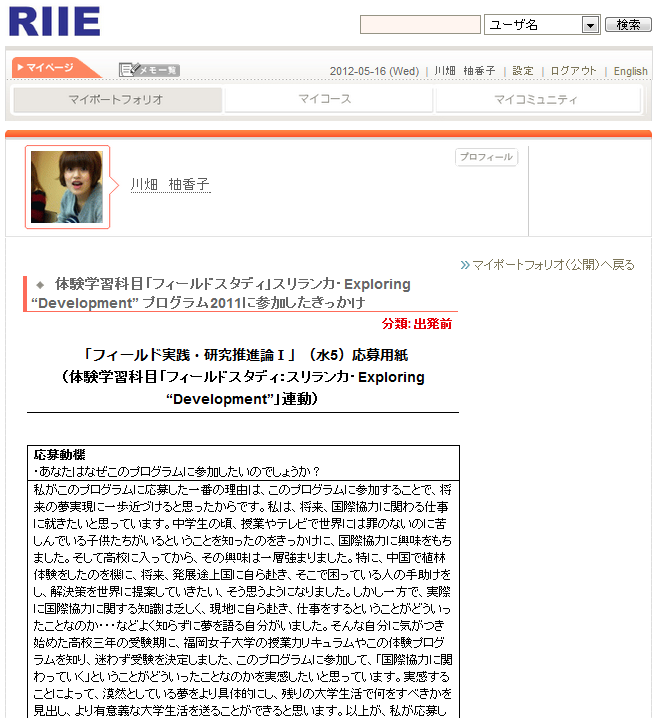 RIIE
ユーザ名
検索
マイページ
メモ一覧
2012-05-16 (Wed) | 川畑 柚香子 | 設定 | ログアウト | English
マイポートフォリオ
マイコース
マイコミュニティ
プロフィール
川畑 柚香子
マイポートフォリオ(公開)へ戻る
体験学習科目「フィールドスタディ」スリランカ・Exploring
“Development” プログラム2011に参加したきっかけ
分類: 出発前
「フィールド実践・研究推進論Ⅰ」(水5)応募用紙
(体験学習科目「フィールドスタディ:スリランカ・Exploring
“Development”」連動)
応募動機
・あなたはなぜこのプログラムに参加したいのでしょうか?
私がこのプログラムに応募した一番の理由は、このプログラムに参加することで、将
来の夢実現に一歩近づけると思ったからです。私は、将来、国際協力に関わる仕事
に就きたいと思っています。中学生の頃、授業やテレビで世界には罪のないのに苦
しんでいる子供たちがいるということを知ったのをきっかけに、国際協力に興味をもち
ました。そして高校に入ってから、その興味は一層強まりました。特に、中国で植林
体験をしたのを機に、将来、発展途上国に自ら赴き、そこで困っている人の手助けを
し、解決策を世界に提案していきたい、そう思うようになりました。しかし一方で、実際
に国際協力に関する知識は乏しく、現地に自ら赴き、仕事をするということがどういっ
たことなのか・・・などよく知らずに夢を語る自分がいました。そんな自分に気がつき
始めた高校三年の受験期に、福岡女子大学の授業カリキュラムやこの体験プログ
ラムを知り、迷わず受験を決定しました、このプログラムに参加して、「国際協力に関
わっていく」ということがどういったことなのかを実感したいと思っています。実感する
ことによって、漠然としている夢をより具体的にし、残りの大学生活で何をすべきかを
見出し、より有意義な大学生活を送ることができると思います。以上が、私が応募し